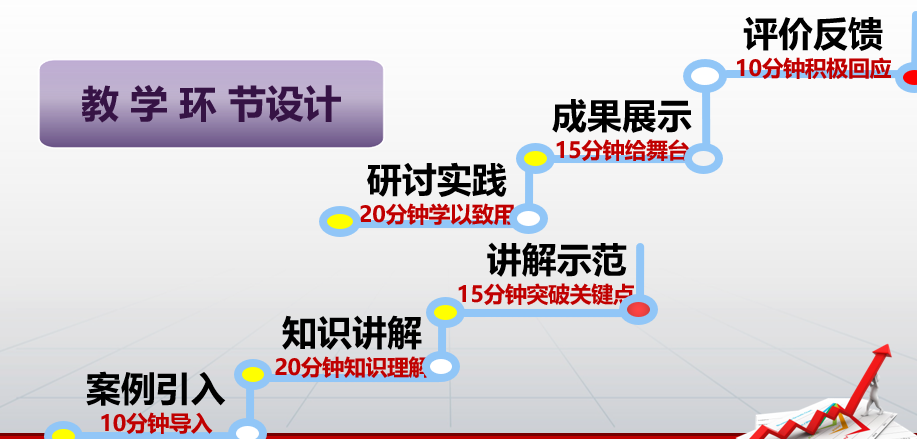 教学环节设计
评价反馈
10分钟积极回应
成果展示
15分钟给舞台
研讨实践
20分钟学以致用
讲解示范
15分钟突破关键点
知识讲解
20分钟知识理解
案例引入
10分钟导入